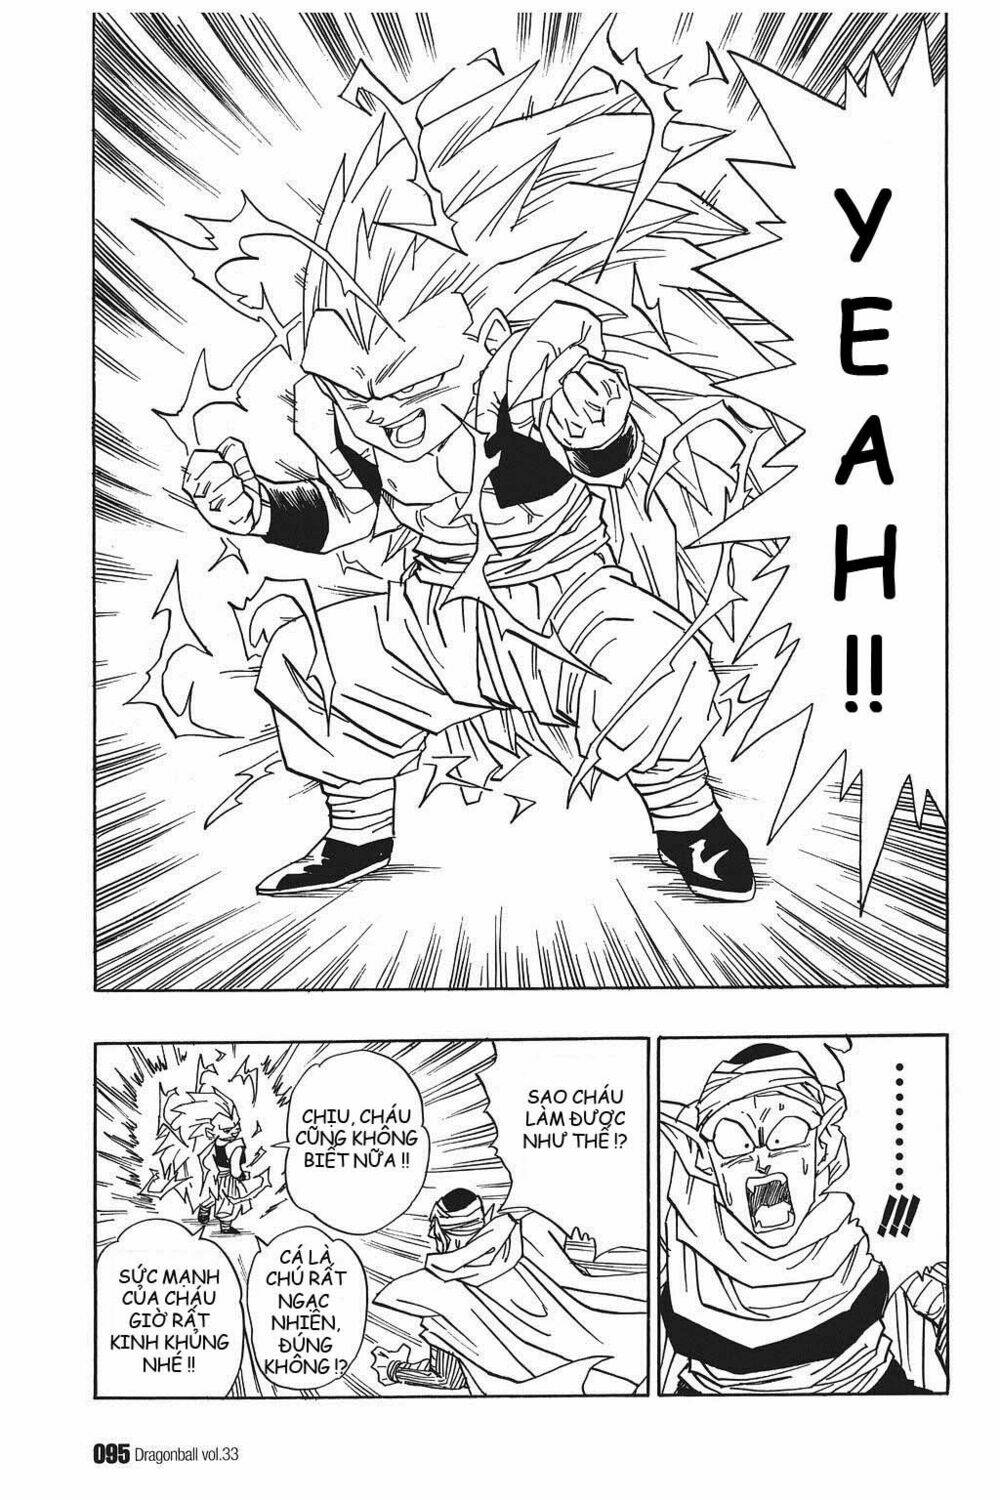 YEAH!!
.........!!!
SAO CHÁU
LÀM ĐƯỢC
NHƯ THẾ !?
CHỊU, CHÁU
CŨNG KHÔNG
BIẾT NỮA !!
CÁ LÀ
CHÚ RẤT
NGẠC
NHIÊN,
ĐÚNG
KHÔNG !?
SỨC MẠNH
CỦA CHÁU
GIỜ RẤT
KINH KHỦNG
NHÉ !!
095 Dragonball vol.33